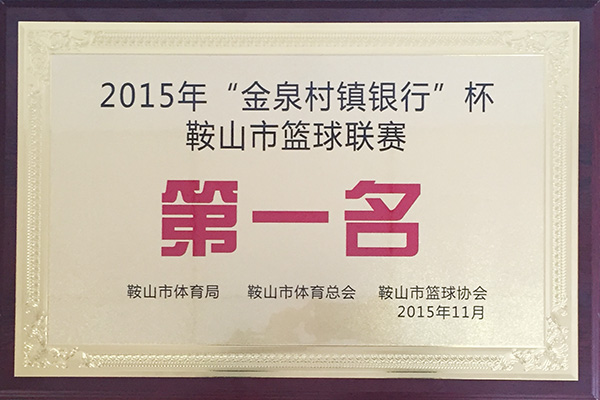 2015年“金泉村镇银行”杯
鞍山市篮球联赛
第一名
鞍山市体育局 鞍山市体育总会 鞍山市篮球协会
2015年11月